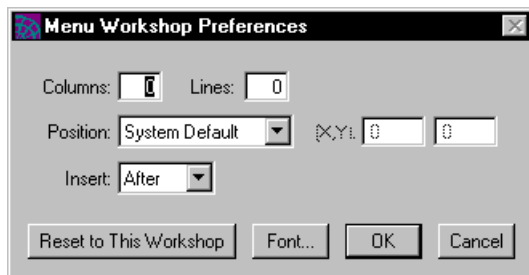 Menu Workshop Preferences
Columns: 0 Lines: 0
Position: System Default (X,Y): 0 0
Insert: After
Reset to This Workshop Font... OK Cancel